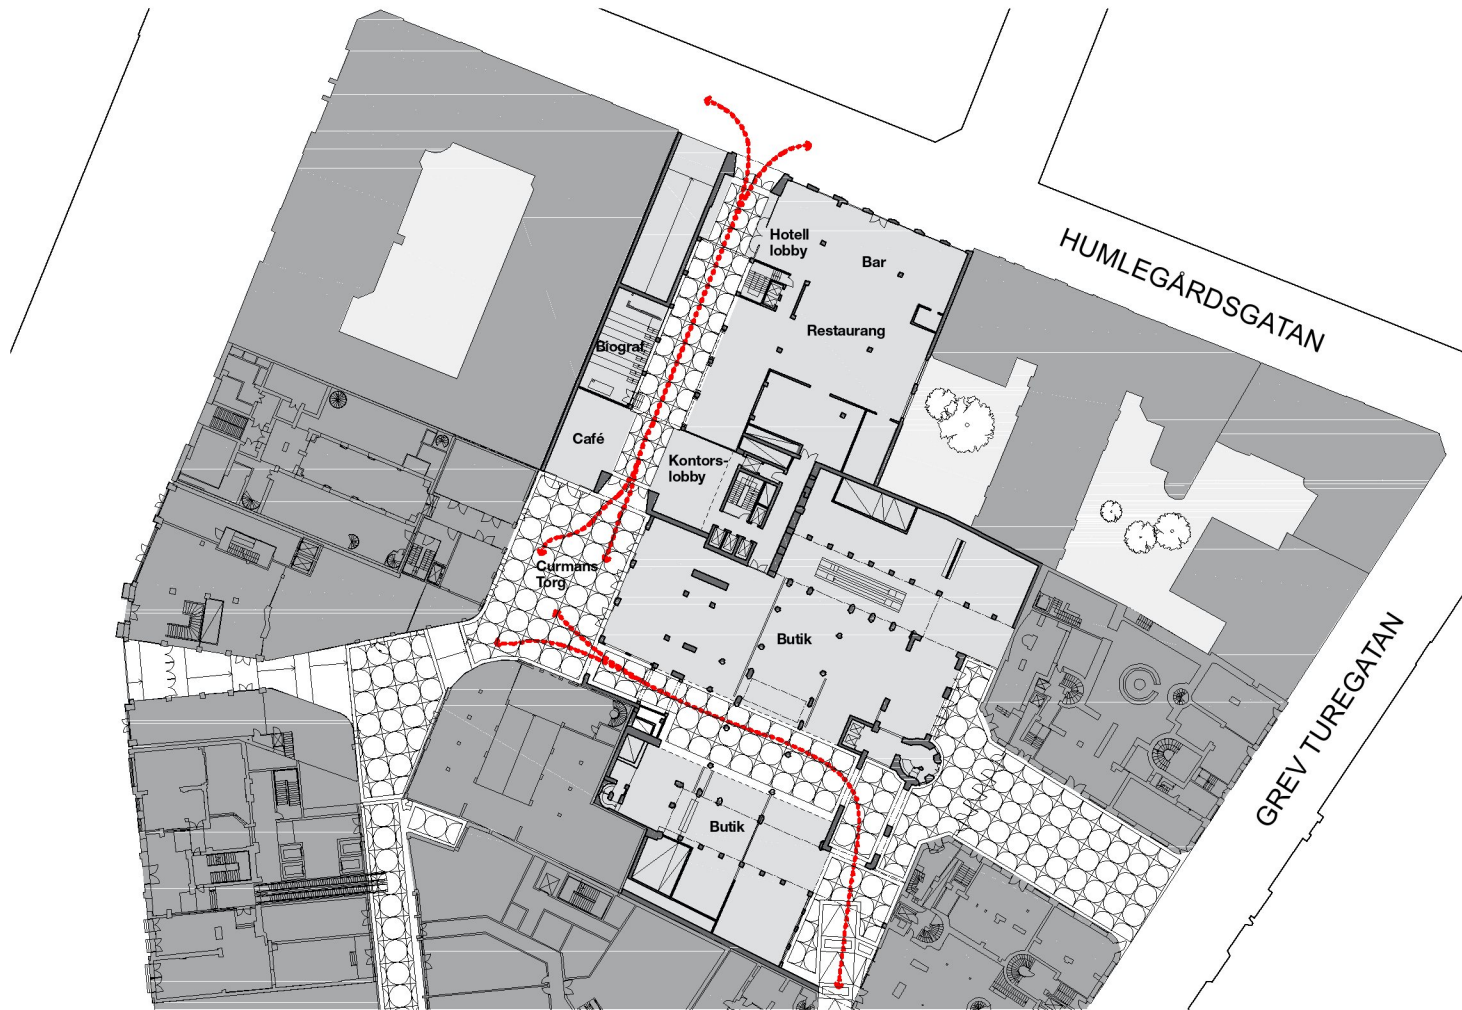 Hotell
lobby
Bar
HUMLEGÅRDSGATAN
Restaurang
Biograf
Café
Kontors-
lobby
Curmans
Torg
Butik
GREV TUREGATAN
Butik